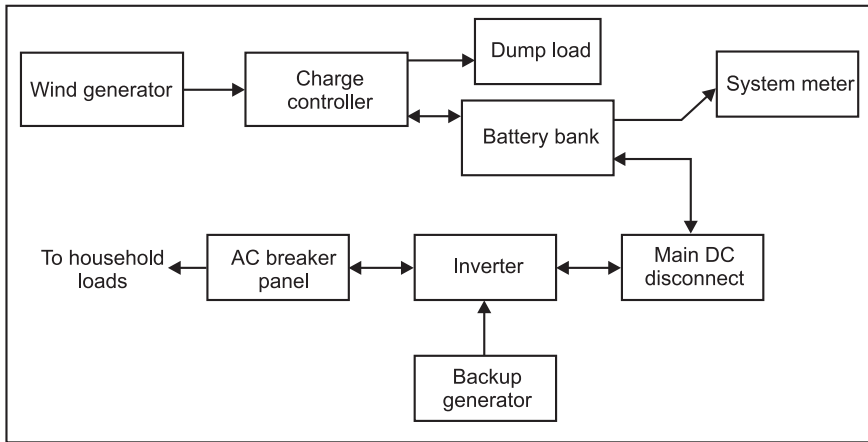 Wind generator
Charge
controller
Dump load
Battery bank
System meter
To household
loads
AC breaker
panel
Inverter
Main DC
disconnect
Backup
generator